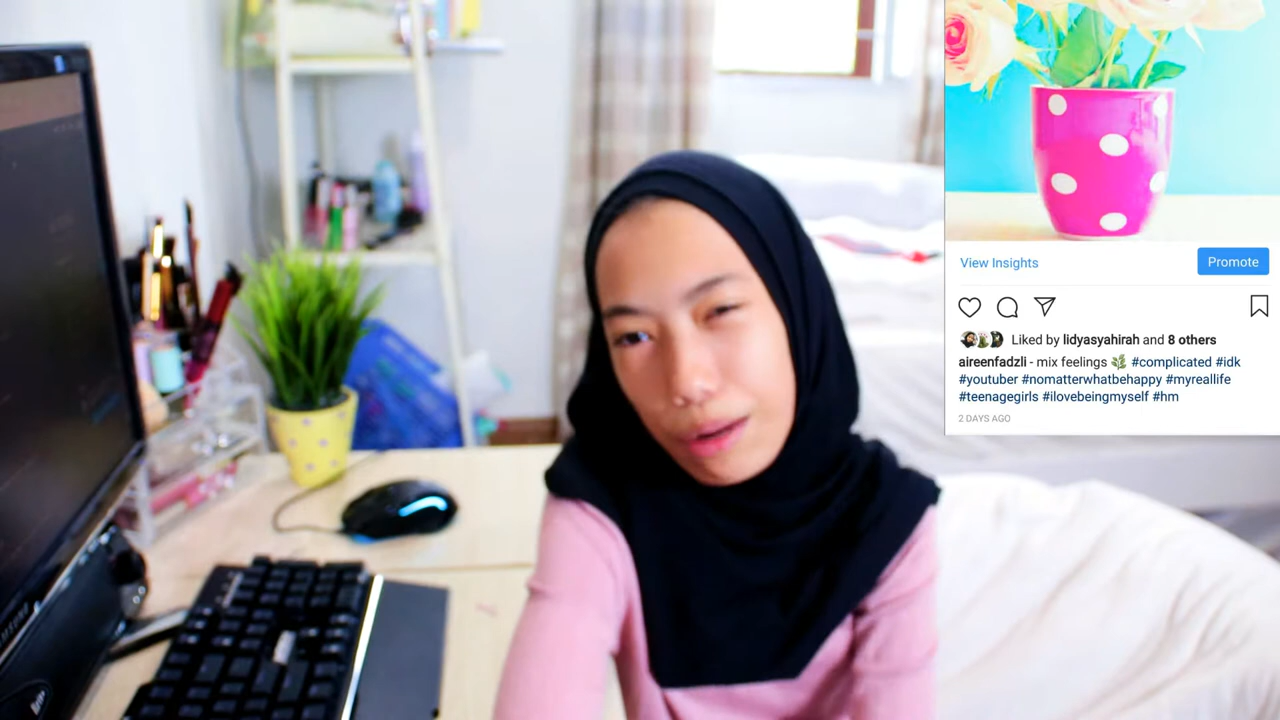 View Insights
Promote
Liked by lidyasyahirah and 8 others
aireenfadzli - mix feelings 🌿 #complicated #idk
#youtuber #nomatterwhatbehappy #myreallife
#teenagegirls #ilovebeingmyself #hm
2 DAYS AGO
SAMSUNG